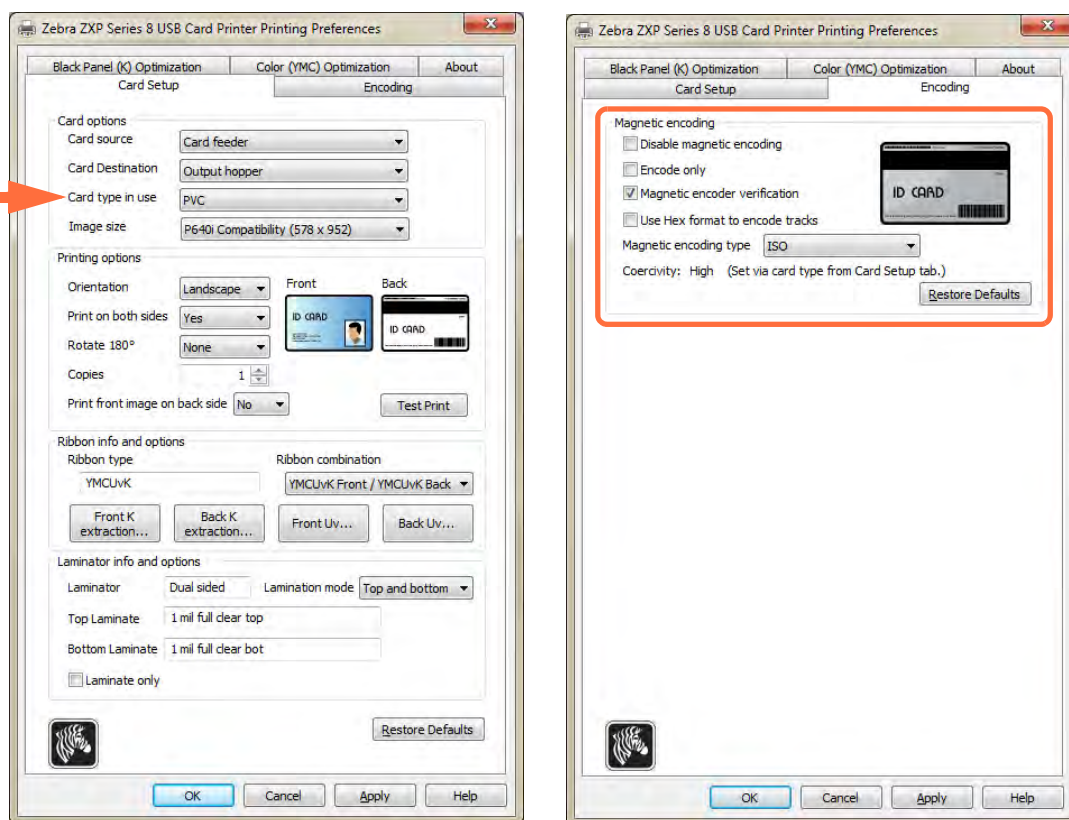 Zebra ZXP Series 8 USB Card Printer Printing Preferences
Black Panel (K) Optimization Color (YMC) Optimization About
Card Setup Encoding
Card options
Card source Card feeder
Card Destination Output hopper
Card type in use PVC
Image size P640i Compatibility (578 x 952)
Printing options
Orientation Landscape Front Back
Print on both sides Yes
ID CARD ID CARD
Rotate 180° None
Copies 1
Print front image on back side No Test Print
Ribbon info and options
Ribbon type Ribbon combination
YMCUvK YMCUvK Front / YMCUvK Back
Front K extraction... Back K extraction... Front Uv... Back Uv...
Laminator info and options
Laminator Dual sided Lamination mode Top and bottom
Top Laminate 1 mil full clear top
Bottom Laminate 1 mil full clear bot
Laminate only
Restore Defaults
OK Cancel Apply Help
Zebra ZXP Series 8 USB Card Printer Printing Preferences
Black Panel (K) Optimization Color (YMC) Optimization About
Card Setup Encoding
Magnetic encoding
Disable magnetic encoding
Encode only
Magnetic encoder verification
ID CARD
Use Hex format to encode tracks
Magnetic encoding type ISO
Coercivity: High (Set via card type from Card Setup tab.)
Restore Defaults
OK Cancel Apply Help